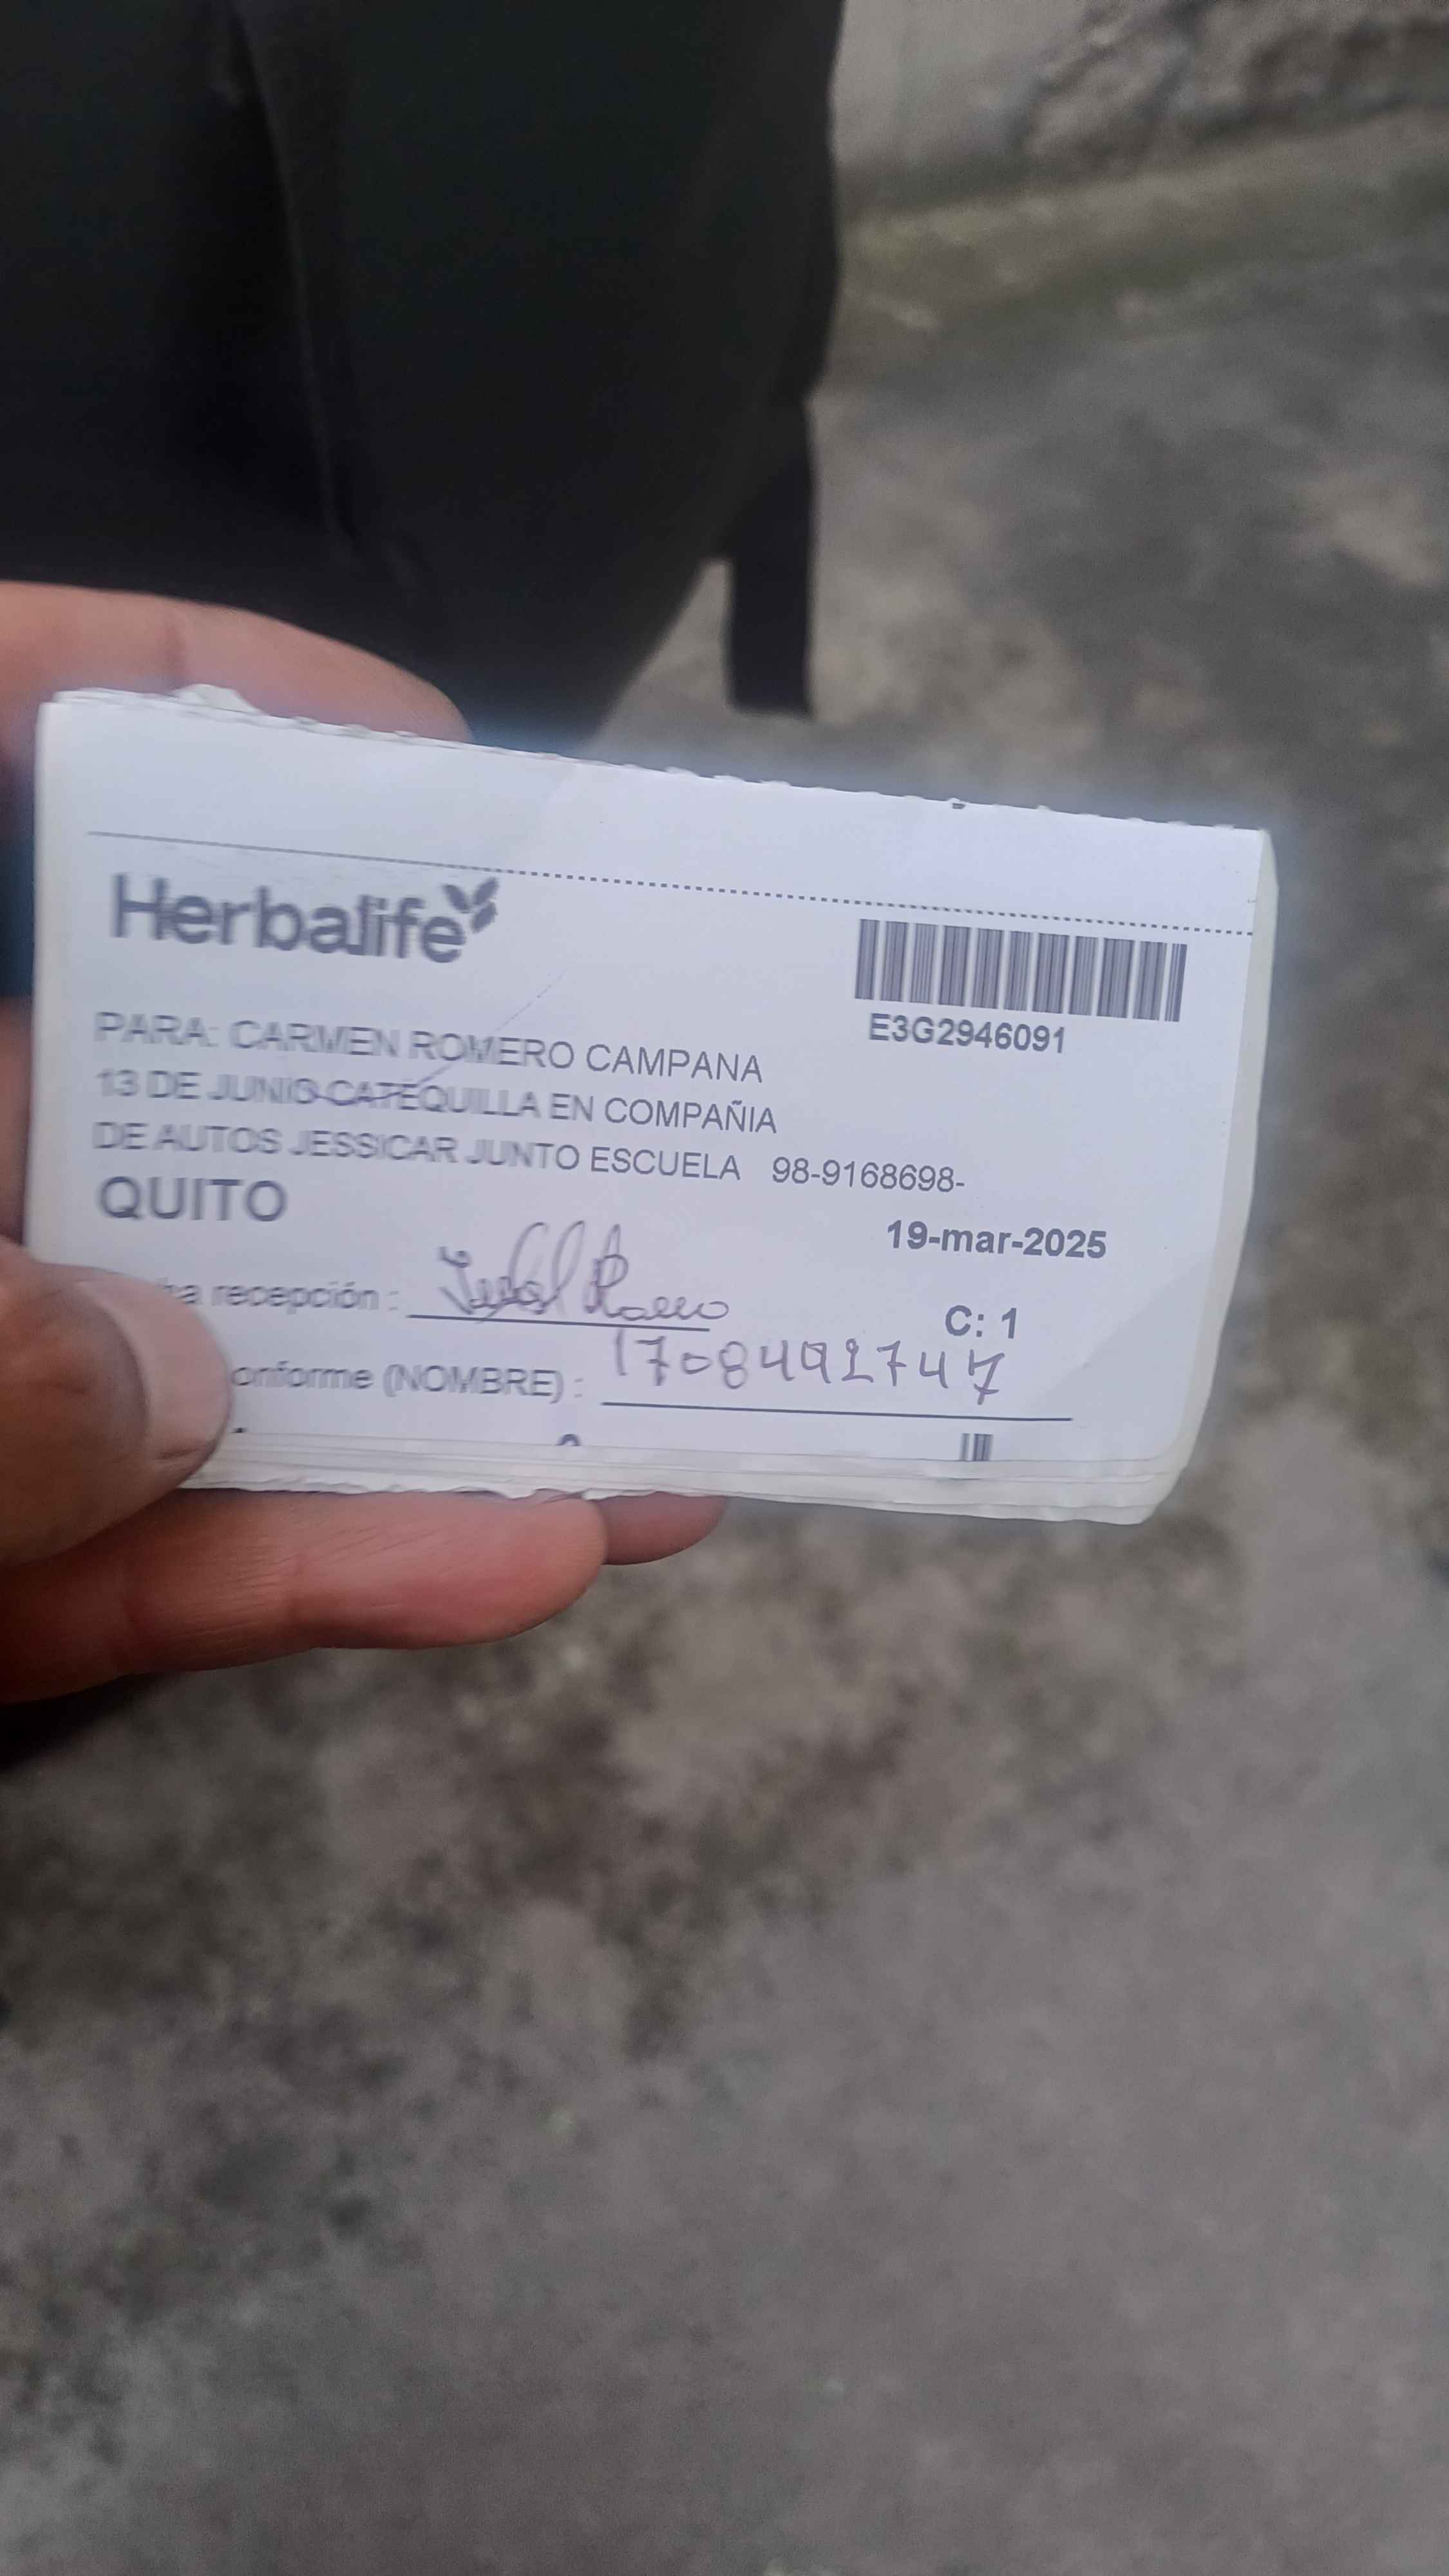 Herbalife
E3G2946091
PARA: CARMEN ROMERO CAMPANA
13 DE JUNIO CATEQUILLA EN COMPAÑIA
DE AUTOS JESSICAR JUNTO ESCUELA 98-9168698-
QUITO
19-mar-2025
recepción :
C: 1
onforme (NOMBRE) : 1708492747